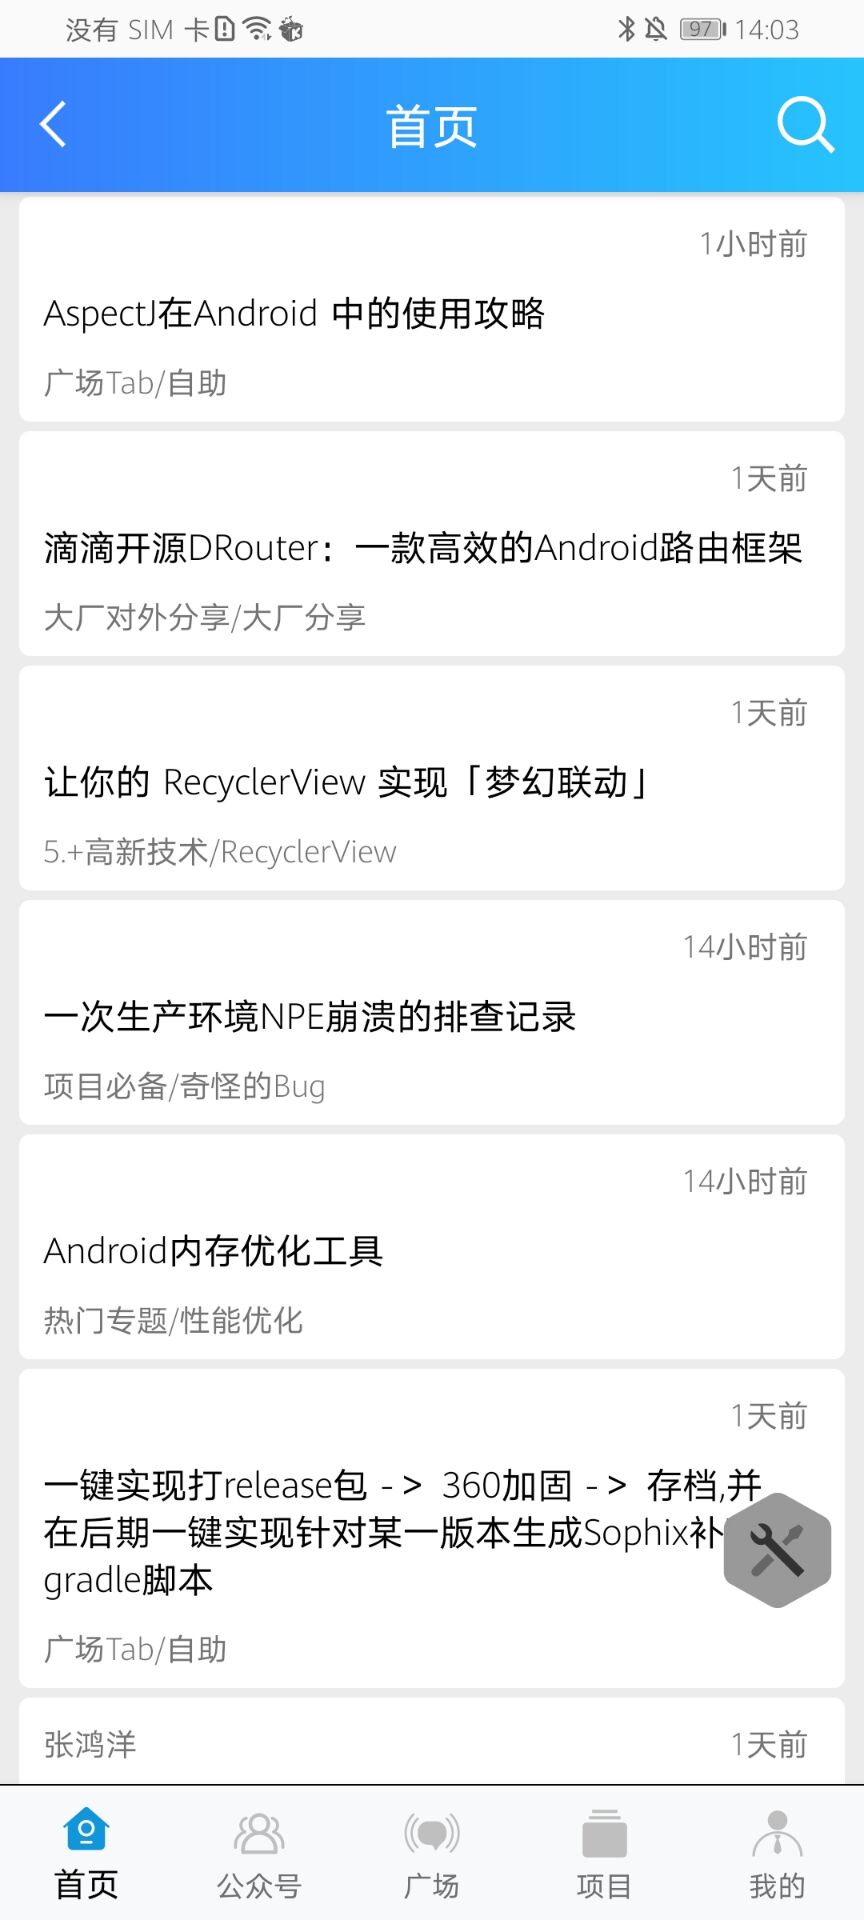 没有 SIM 卡 97 14:03
首页
1小时前
AspectJ在Android 中的使用攻略
广场Tab/自助
1天前
滴滴开源DRouter：一款高效的Android路由框架
大厂对外分享/大厂分享
1天前
让你的 RecyclerView 实现「梦幻联动」
5.+高新技术/RecyclerView
14小时前
一次生产环境NPE崩溃的排查记录
项目必备/奇怪的Bug
14小时前
Android内存优化工具
热门专题/性能优化
1天前
一键实现打release包 -> 360加固 -> 存档,并
在后期一键实现针对某一版本生成Sophix补
gradle脚本
广场Tab/自助
张鸿洋 1天前
首页 公众号 广场 项目 我的